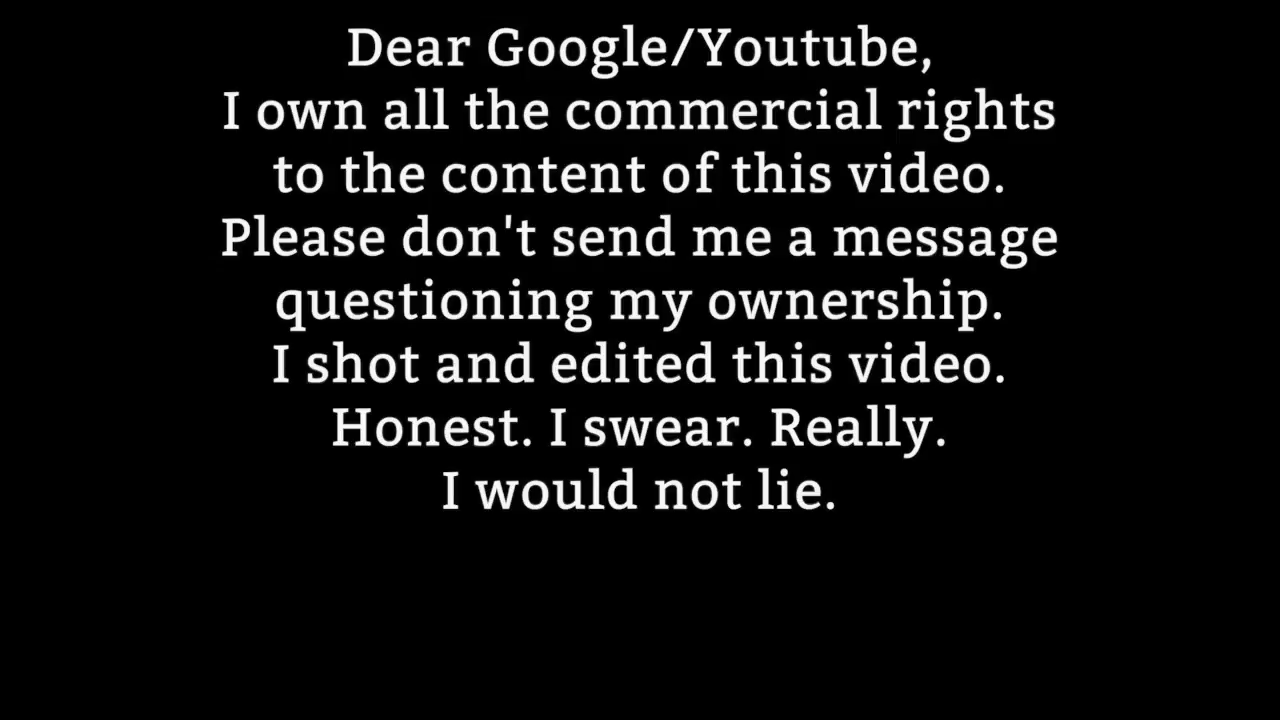 Dear Google/Youtube,
I own all the commercial rights
to the content of this video.
Please don't send me a message
questioning my ownership.
I shot and edited this video.
Honest. I swear. Really.
I would not lie.